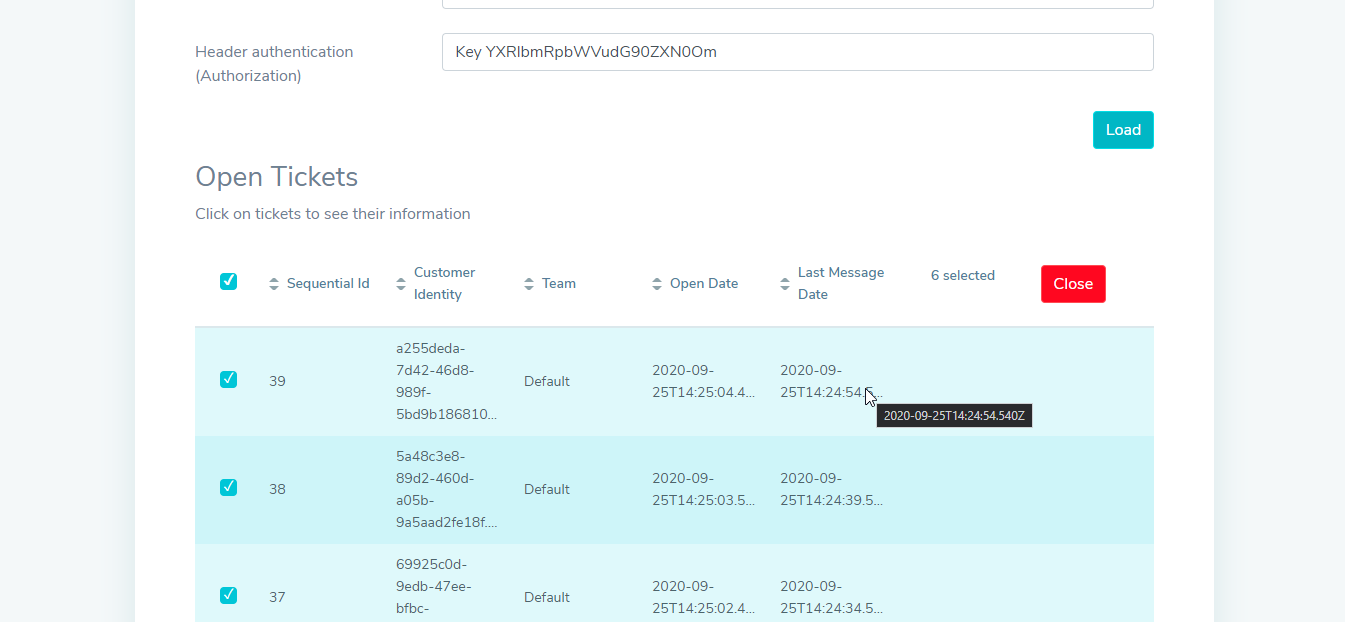 Header authentication
(Authorization)
Key YXRlbmRpbWVudG90ZXN0Om
Load
Open Tickets
Click on tickets to see their information
Sequential Id
Customer
Identity
Team
Open Date
Last Message
Date
6 selected
Close
39
a255deda-
7d42-46d8-
989f-
5bd9b186810...
Default
2020-09-
25T14:25:04.4...
2020-09-
25T14:24:54.5...
2020-09-25T14:24:54.540Z
38
5a48c3e8-
89d2-460d-
a05b-
9a5aad2fe18f....
Default
2020-09-
25T14:25:03.5...
2020-09-
25T14:24:39.5...
37
69925c0d-
9edb-47ee-
bfbc-
Default
2020-09-
25T14:25:02.4...
2020-09-
25T14:24:34.5...